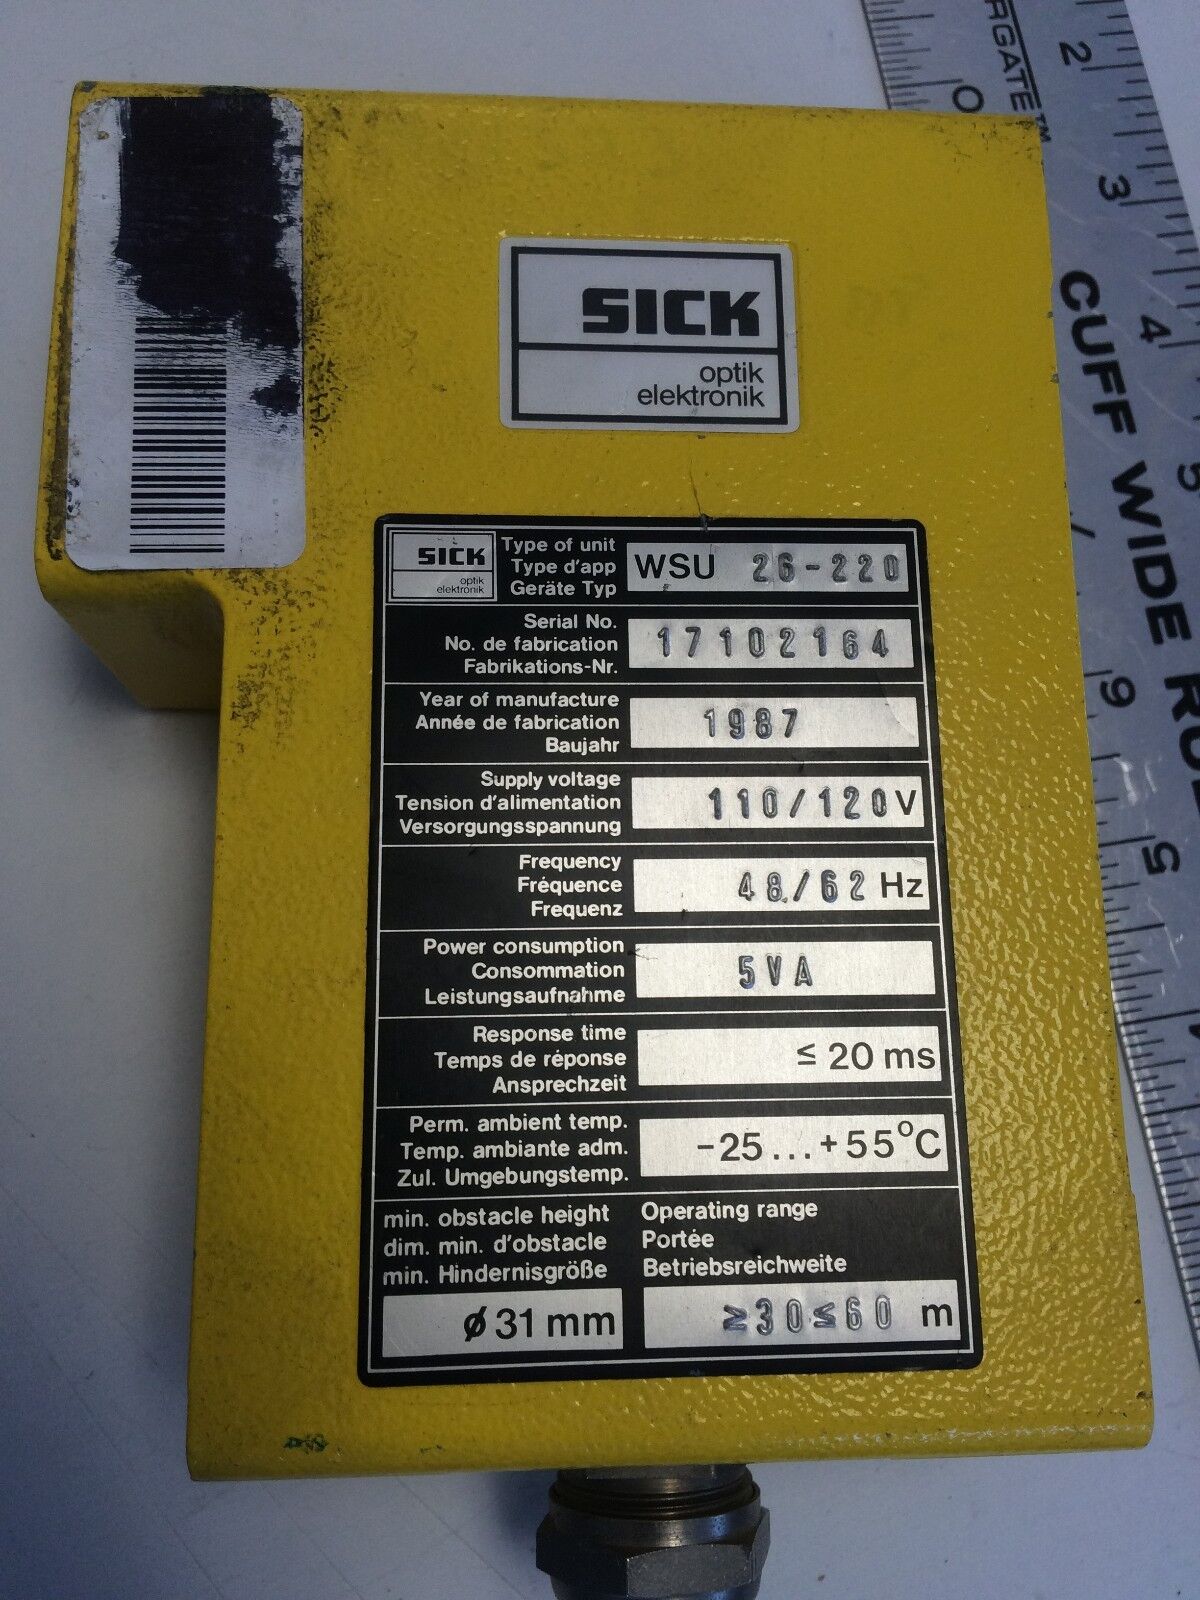 SICK
optik
elektronik
SICK
optik
elektronik
Type of unit
Type d'app
Geräte Typ
WSU 26-220
Serial No.
No. de fabrication
Fabrikations-Nr.
17102164
Year of manufacture
Année de fabrication
Baujahr
1987
Supply voltage
Tension d'alimentation
Versorgungsspannung
110/120 V
Frequency
Fréquence
Frequenz
48/62 Hz
Power consumption
Consommation
Leistungsaufnahme
5VA
Response time
Temps de réponse
Ansprechzeit
≤ 20 ms
Perm. ambient temp.
Temp. ambiante adm.
Zul. Umgebungstemp.
-25...+55°C
min. obstacle height
dim. min. d'obstacle
min. Hindernisgröße
ø 31 mm
Operating range
Portée
Betriebsreichweite
≥30≤60 m
RGATE™
CUFF WIDE
0
2
3
4
5
6
5